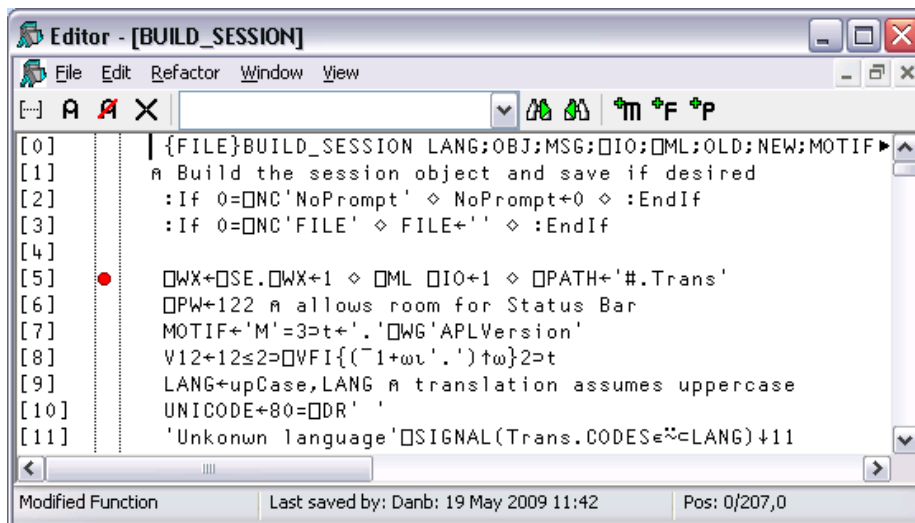 Editor - [BUILD_SESSION]
File Edit Refactor Window View
[0] {FILE}BUILD_SESSION LANG;OBJ;MSG;⎕IO;⎕ML;OLD;NEW;MOTIF
[1] ⍝ Build the session object and save if desired
[2] :If 0=⎕NC'NoPrompt' ⋄ NoPrompt←0 ⋄ :EndIf
[3] :If 0=⎕NC'FILE' ⋄ FILE←'' ⋄ :EndIf
[4]
[5] ⎕WX←⎕SE.⎕WX←1 ⋄ ⎕ML ⎕IO←1 ⋄ ⎕PATH←'#.Trans'
[6] ⎕PW←122 ⍝ allows room for Status Bar
[7] MOTIF←'M'=3⊃t←'.'⎕WG'APLVersion'
[8] V12←12≤2⊃⎕VFI{(¯1+⍵⍳'.')↑⍵}2⊃t
[9] LANG←upCase,LANG ⍝ translation assumes uppercase
[10] UNICODE←80=⎕DR' '
[11] 'Unkonwn language'⎕SIGNAL(Trans.CODES∊⍨⊂LANG)↓11
Modified Function Last saved by: Danb: 19 May 2009 11:42 Pos: 0/207,0